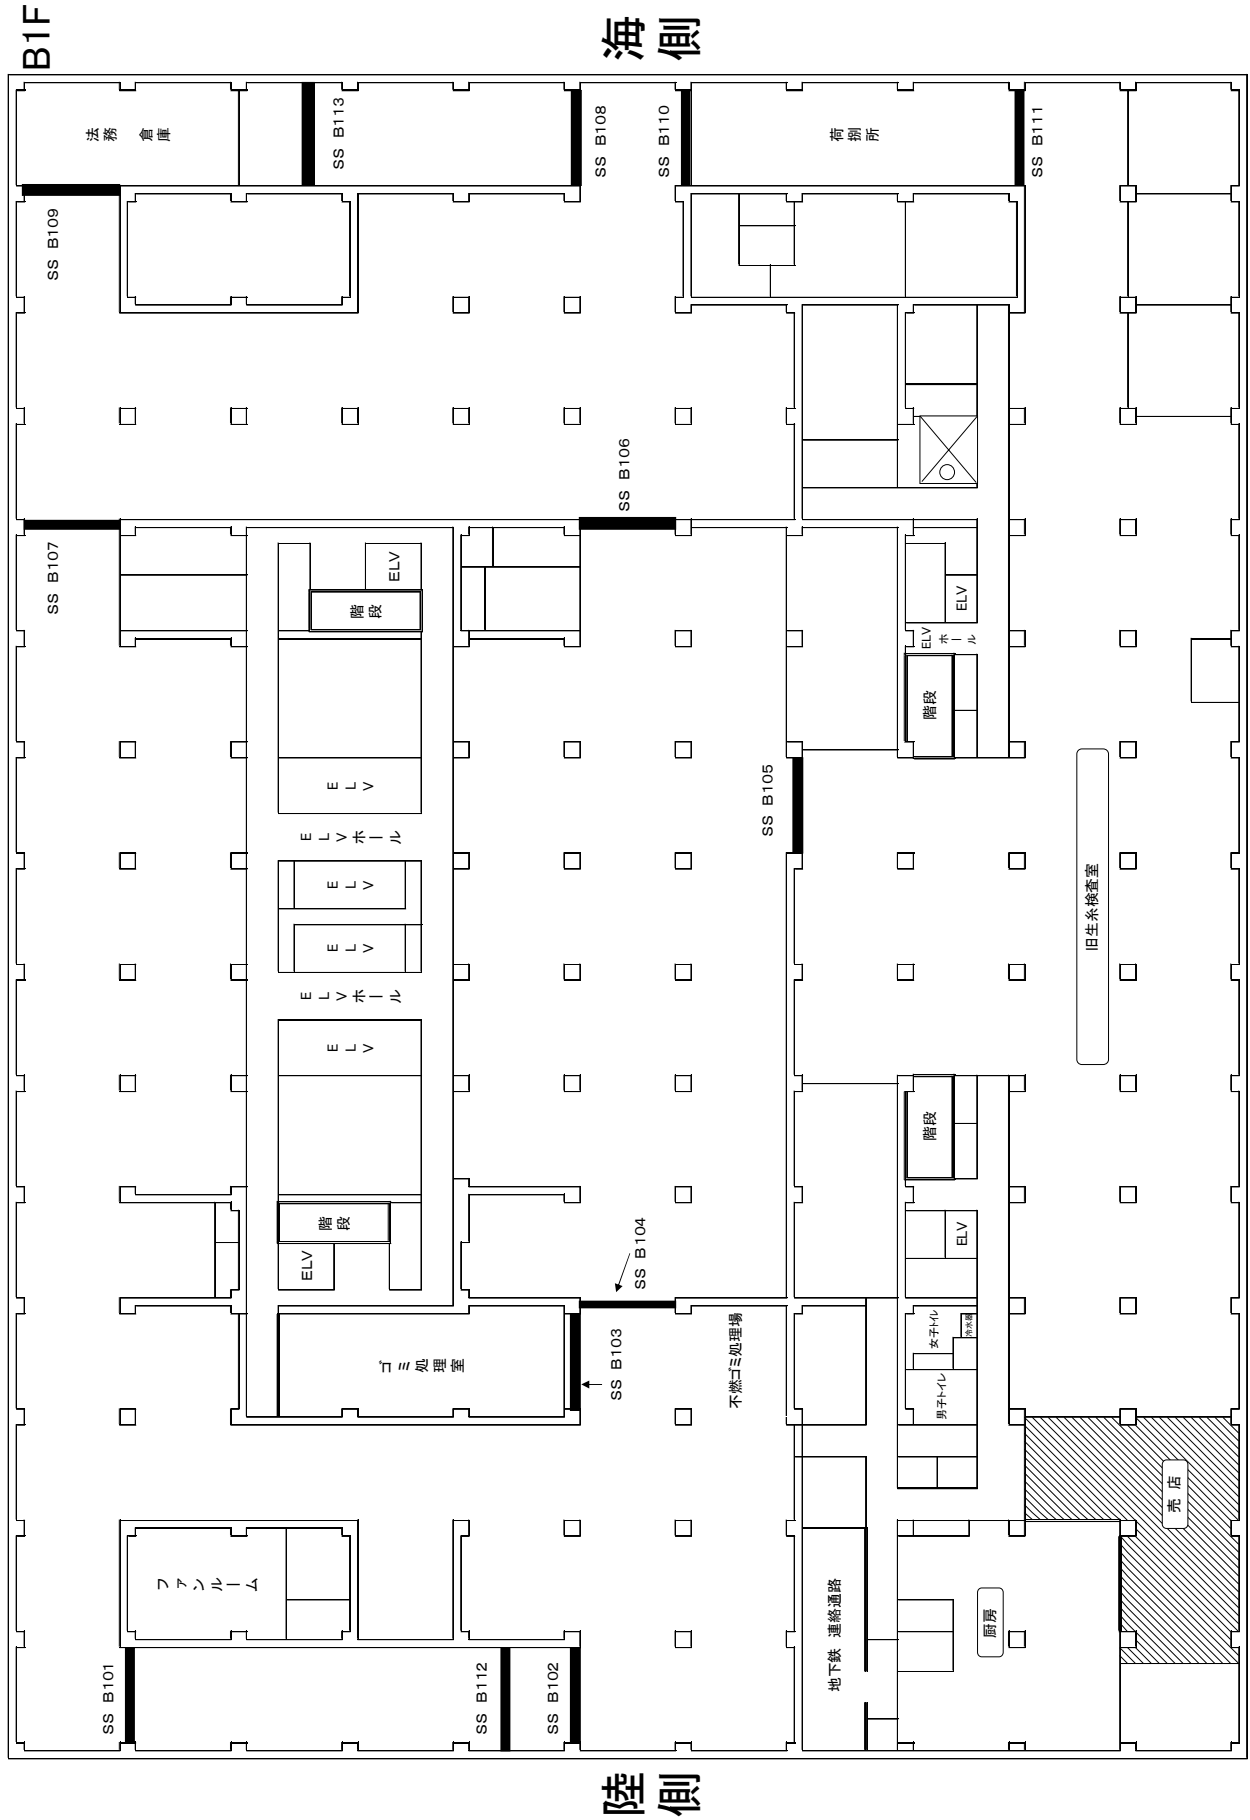 B1F
海側
法務 倉庫
SS B113
SS B108
SS B110
荷捌所
SS B111
SS B109
SS B106
SS B107
ELV
階段
ELV
ELV
ホール
階段
ELV
ELVホール
ELV
ELV
ELVホール
ELV
SS B105
旧生糸検査室
階段
階段
ELV
ELV
SS B104
SS B103
ゴミ処理室
不燃ゴミ処理場
女子トイレ
冷水器
男子トイレ
売店
ファンルーム
地下鉄 連絡通路
厨房
SS B101
SS B112
SS B102
陸側